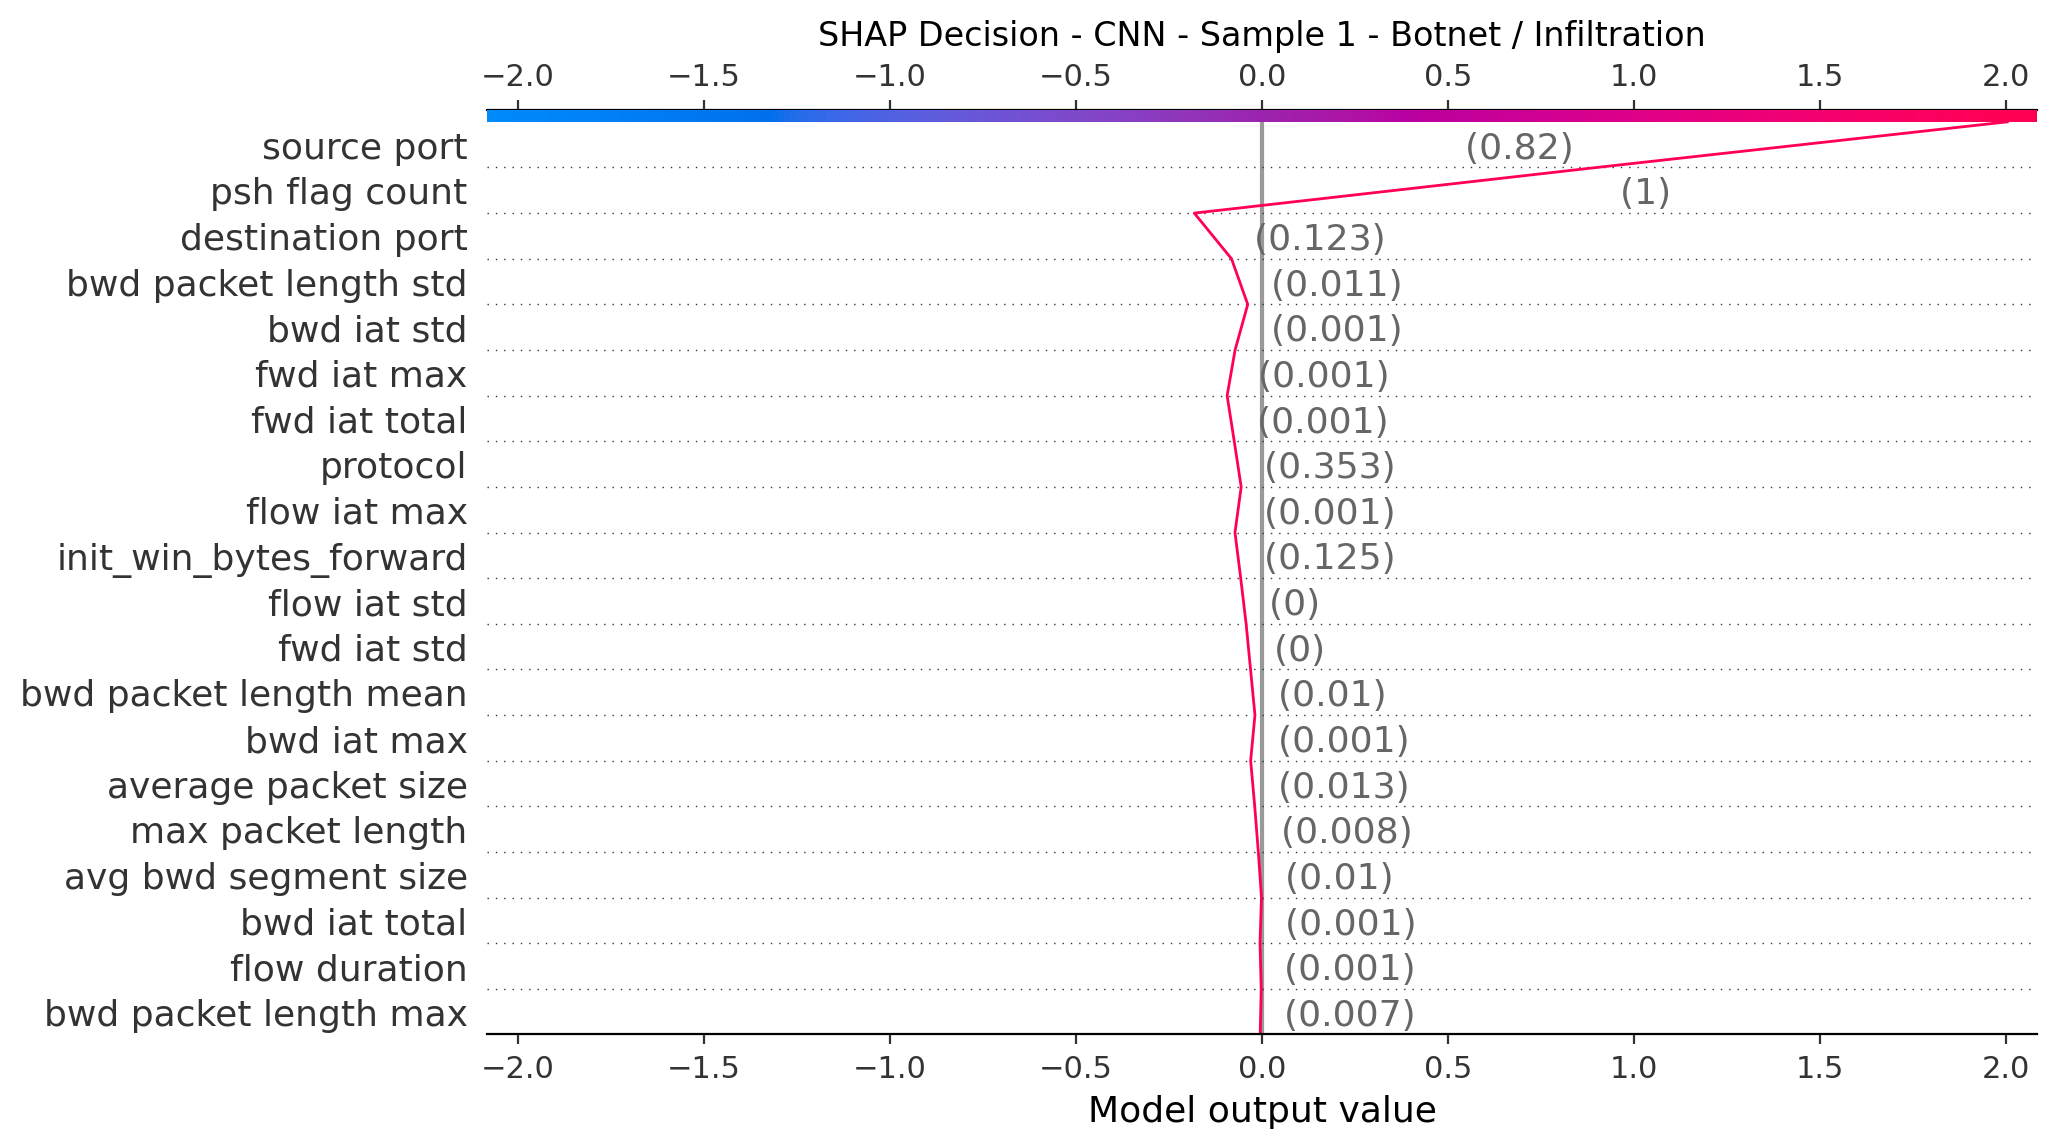 SHAP Decision - CNN - Sample 1 - Botnet / Infiltration
−2.0 −1.5 −1.0 −0.5 0.0 0.5 1.0 1.5 2.0
source port (0.82)
psh flag count (1)
destination port (0.123)
bwd packet length std (0.011)
bwd iat std (0.001)
fwd iat max (0.001)
fwd iat total (0.001)
protocol (0.353)
flow iat max (0.001)
init_win_bytes_forward (0.125)
flow iat std (0)
fwd iat std (0)
bwd packet length mean (0.01)
bwd iat max (0.001)
average packet size (0.013)
max packet length (0.008)
avg bwd segment size (0.01)
bwd iat total (0.001)
flow duration (0.001)
bwd packet length max (0.007)
−2.0 −1.5 −1.0 −0.5 0.0 0.5 1.0 1.5 2.0
Model output value